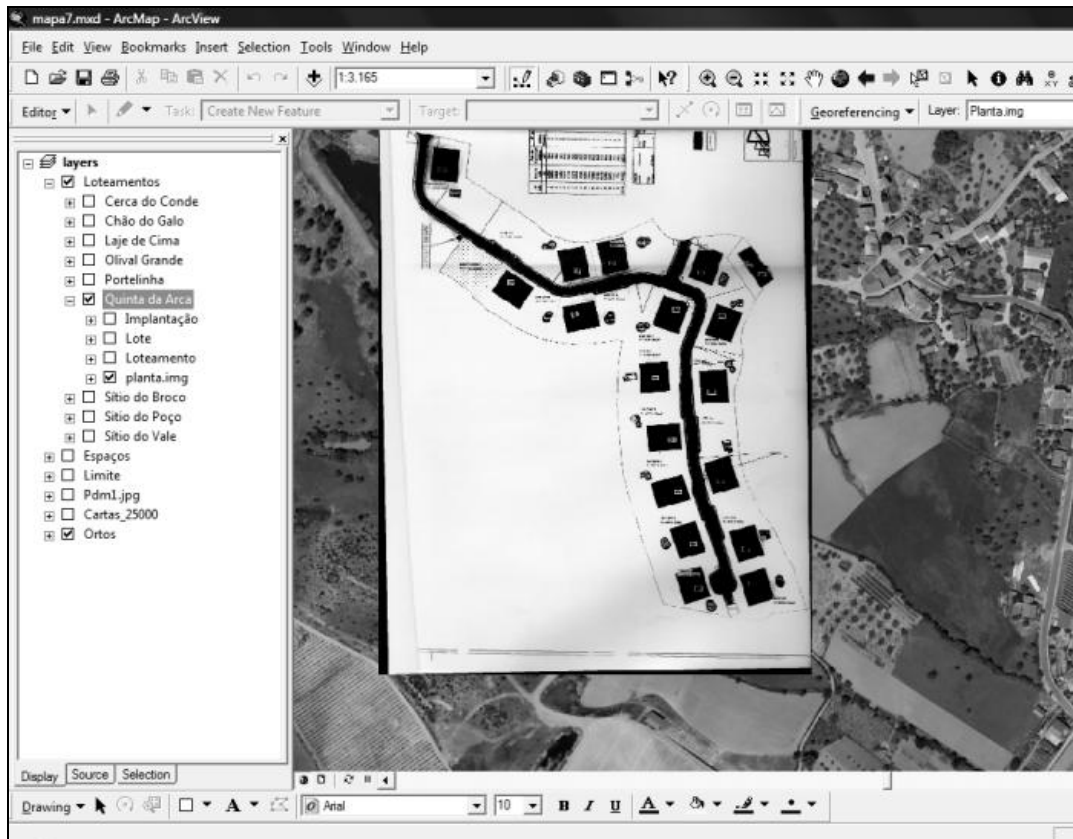 mapa7.mxd - ArcMap - ArcView
File Edit View Bookmarks Insert Selection Tools Window Help
1:3.165
Editor Task: Create New Feature Target: Georeferencing Layer: Planta.img
layers
Loteamentos
Cerca do Conde
Chão do Galo
Laje de Cima
Olival Grande
Portelinha
Quinta da Arca
Implantação
Lote
Loteamento
planta.img
Sítio do Broco
Sítio do Poço
Sítio do Vale
Espaços
Limite
Pdm1.jpg
Cartas_25000
Ortos
Display Source Selection
Drawing A Arial 10 B I U A